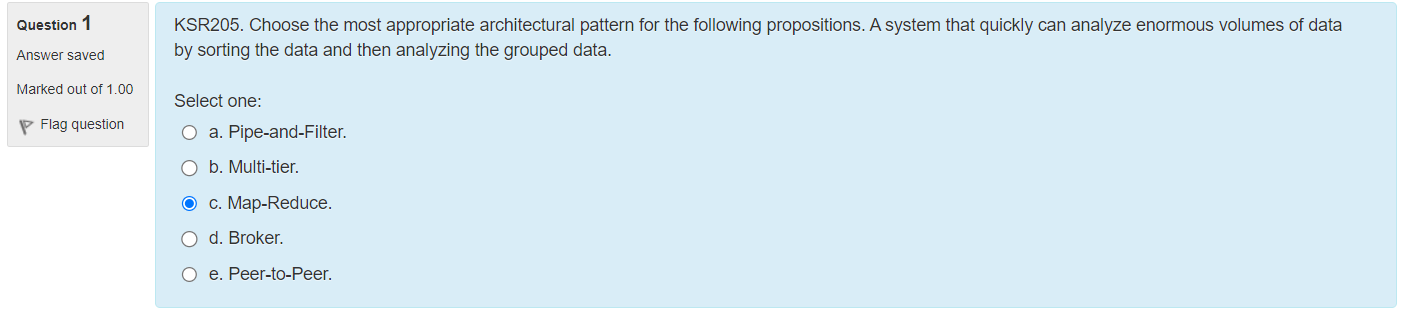 Question 1
Answer saved
Marked out of 1.00
Flag question
KSR205. Choose the most appropriate architectural pattern for the following propositions. A system that quickly can analyze enormous volumes of data
by sorting the data and then analyzing the grouped data.
Select one:
a. Pipe-and-Filter.
b. Multi-tier.
c. Map-Reduce.
d. Broker.
e. Peer-to-Peer.